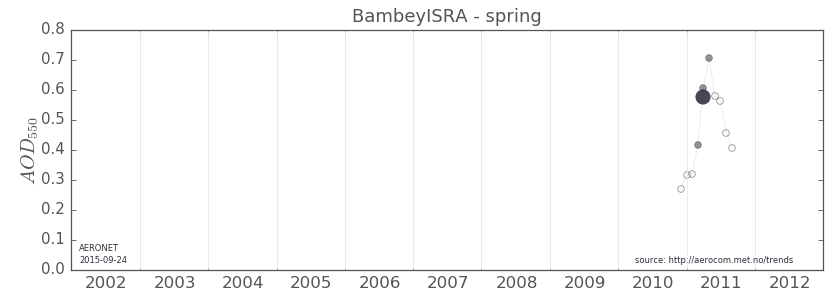 BambeyISRA - spring
0.8
0.7
0.6
0.5
0.4
0.3
0.2
0.1
0.0
AOD550
AERONET
2015-09-24
source: http://aerocom.met.no/trends
2002 2003 2004 2005 2006 2007 2008 2009 2010 2011 2012